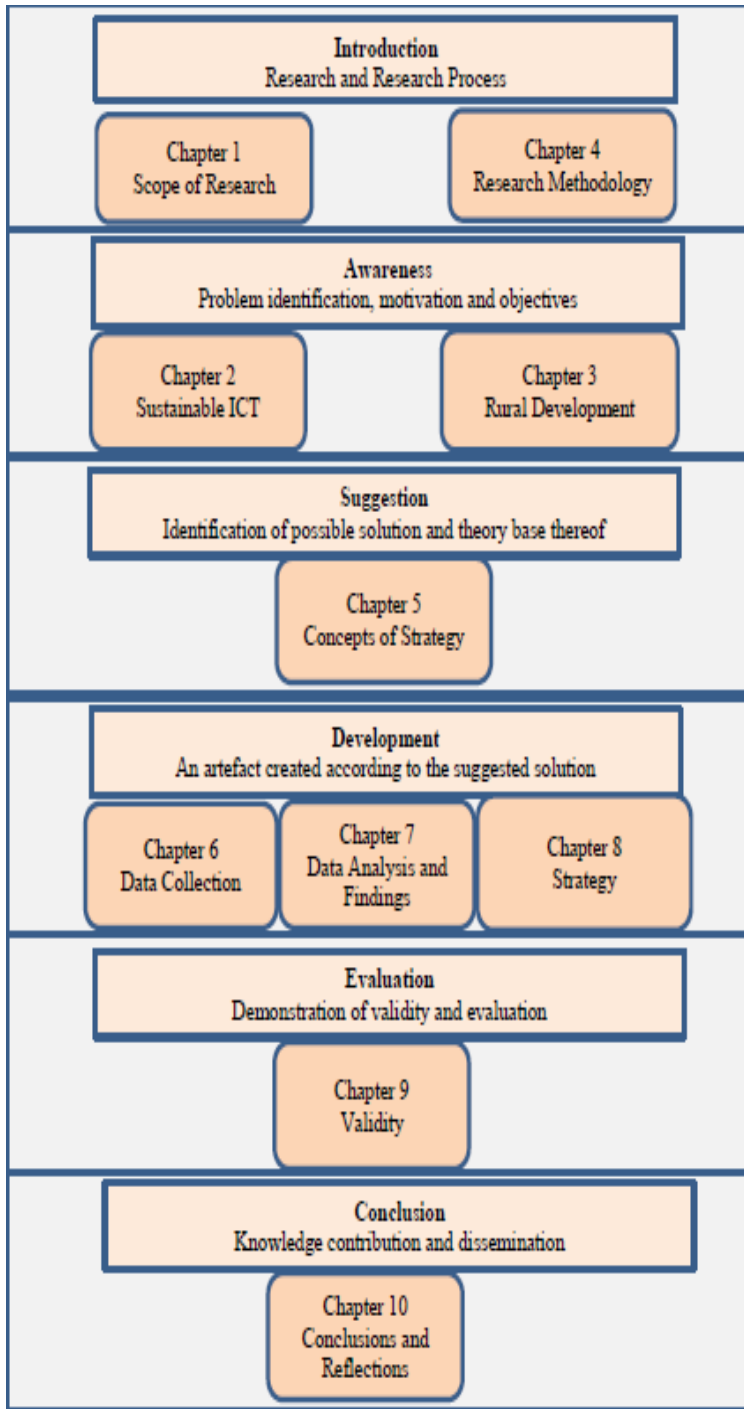 Introduction
Research and Research Process
Chapter 1
Scope of Research
Chapter 4
Research Methodology
Awareness
Problem identification, motivation and objectives
Chapter 2
Sustainable ICT
Chapter 3
Rural Development
Suggestion
Identification of possible solution and theory base thereof
Chapter 5
Concepts of Strategy
Development
An artefact created according to the suggested solution
Chapter 6
Data Collection
Chapter 7
Data Analysis and
Findings
Chapter 8
Strategy
Evaluation
Demonstration of validity and evaluation
Chapter 9
Validity
Conclusion
Knowledge contribution and dissemination
Chapter 10
Conclusions and
Reflections